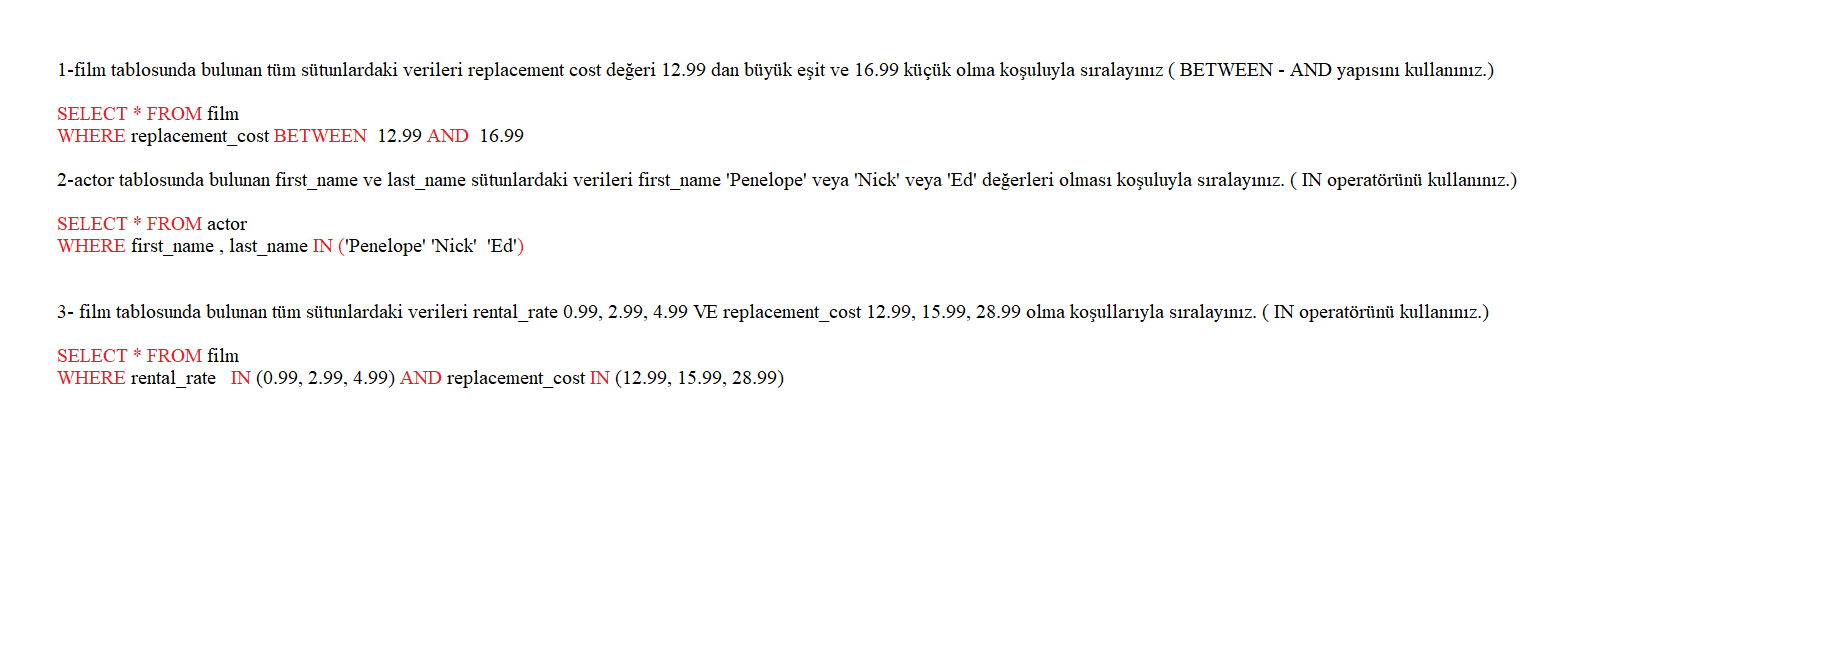 1-film tablosunda bulunan tüm sütunlardaki verileri replacement cost değeri 12.99 dan büyük eşit ve 16.99 küçük olma koşuluyla sıralayınız ( BETWEEN - AND yapısını kullanınız.)
SELECT * FROM film
WHERE replacement_cost BETWEEN  12.99 AND  16.99
2-actor tablosunda bulunan first_name ve last_name sütunlardaki verileri first_name 'Penelope' veya 'Nick' veya 'Ed' değerleri olması koşuluyla sıralayınız. ( IN operatörünü kullanınız.)
SELECT * FROM actor
WHERE first_name , last_name IN ('Penelope' 'Nick'  'Ed')
3- film tablosunda bulunan tüm sütunlardaki verileri rental_rate 0.99, 2.99, 4.99 VE replacement_cost 12.99, 15.99, 28.99 olma koşullarıyla sıralayınız. ( IN operatörünü kullanınız.)
SELECT * FROM film
WHERE rental_rate   IN (0.99, 2.99, 4.99) AND replacement_cost IN (12.99, 15.99, 28.99)